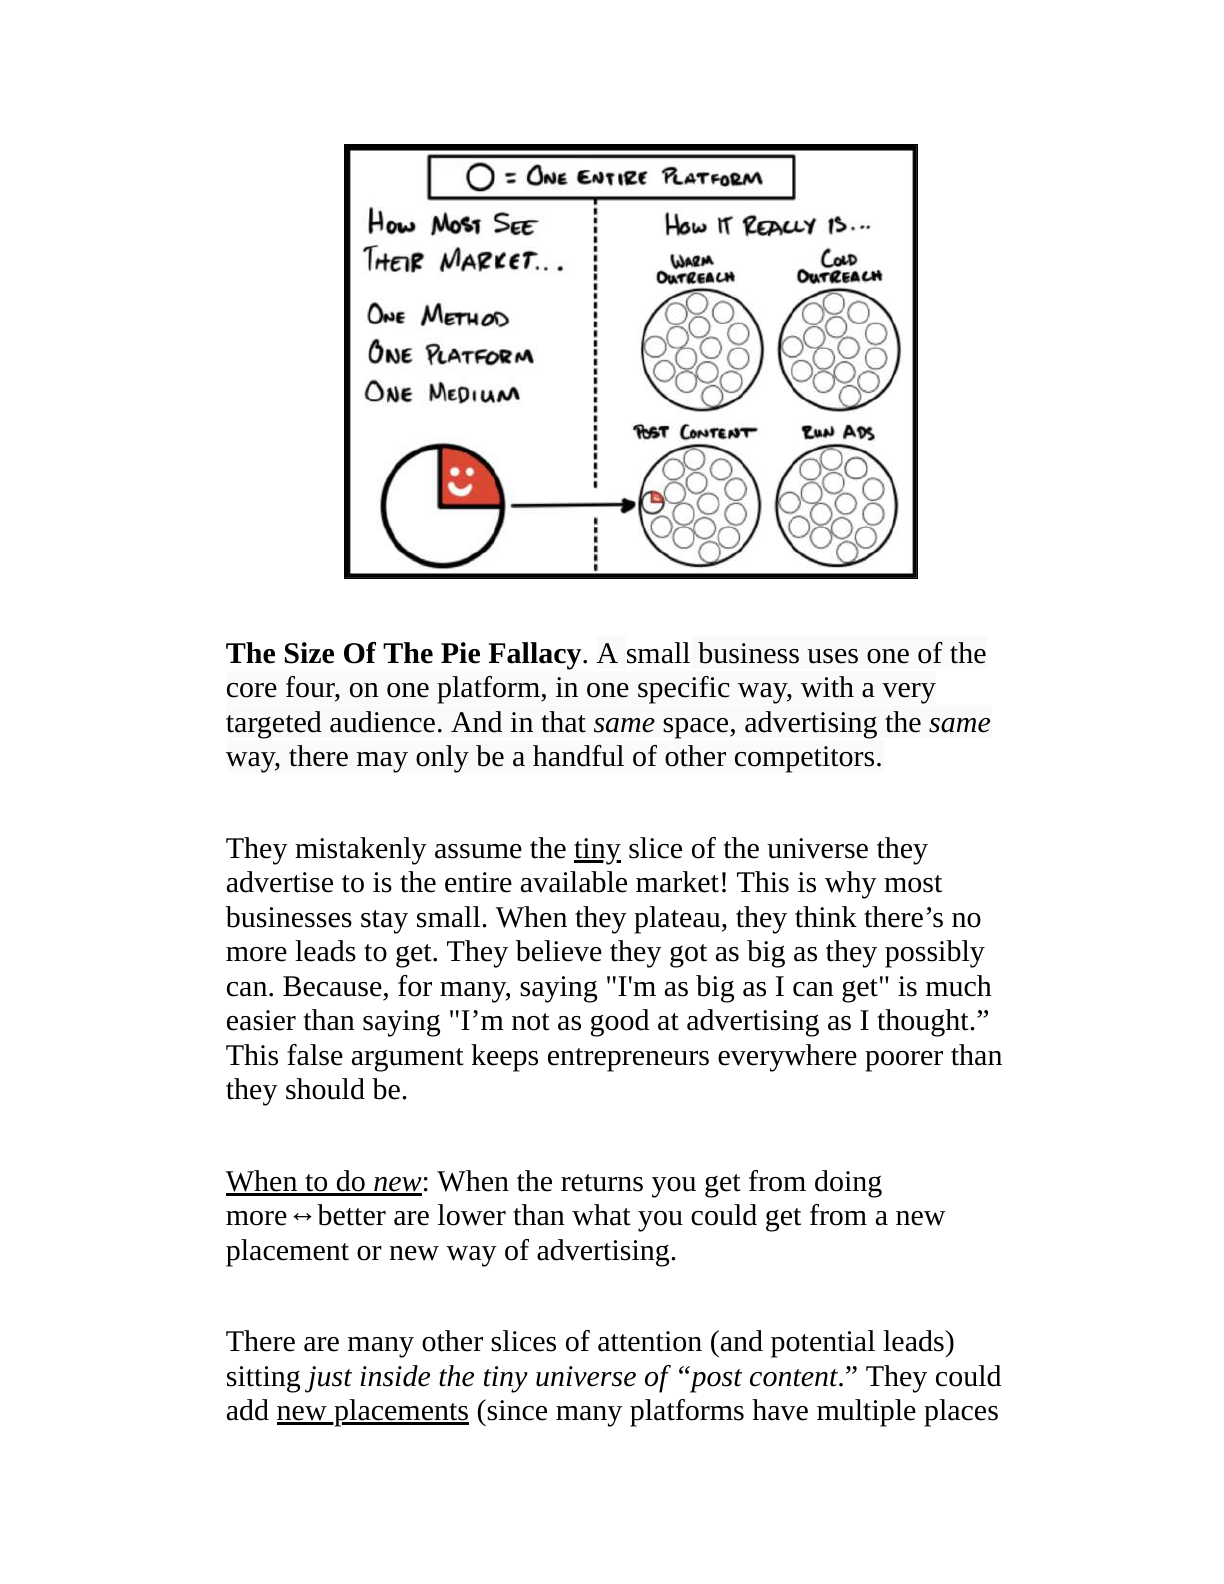 = ONE ENTIRE PLATFORM
HOW MOST SEE
THEIR MARKET...
ONE METHOD
ONE PLATFORM
ONE MEDIUM
HOW IT REALLY IS...
WARM
OUTREACH
COLD
OUTREACH
POST CONTENT
RUN ADS
The Size Of The Pie Fallacy. A small business uses one of the
core four, on one platform, in one specific way, with a very
targeted audience. And in that same space, advertising the same
way, there may only be a handful of other competitors.
They mistakenly assume the tiny slice of the universe they
advertise to is the entire available market! This is why most
businesses stay small. When they plateau, they think there’s no
more leads to get. They believe they got as big as they possibly
can. Because, for many, saying "I'm as big as I can get" is much
easier than saying "I’m not as good at advertising as I thought.”
This false argument keeps entrepreneurs everywhere poorer than
they should be.
When to do new: When the returns you get from doing
more↔better are lower than what you could get from a new
placement or new way of advertising.
There are many other slices of attention (and potential leads)
sitting just inside the tiny universe of “post content.” They could
add new placements (since many platforms have multiple places